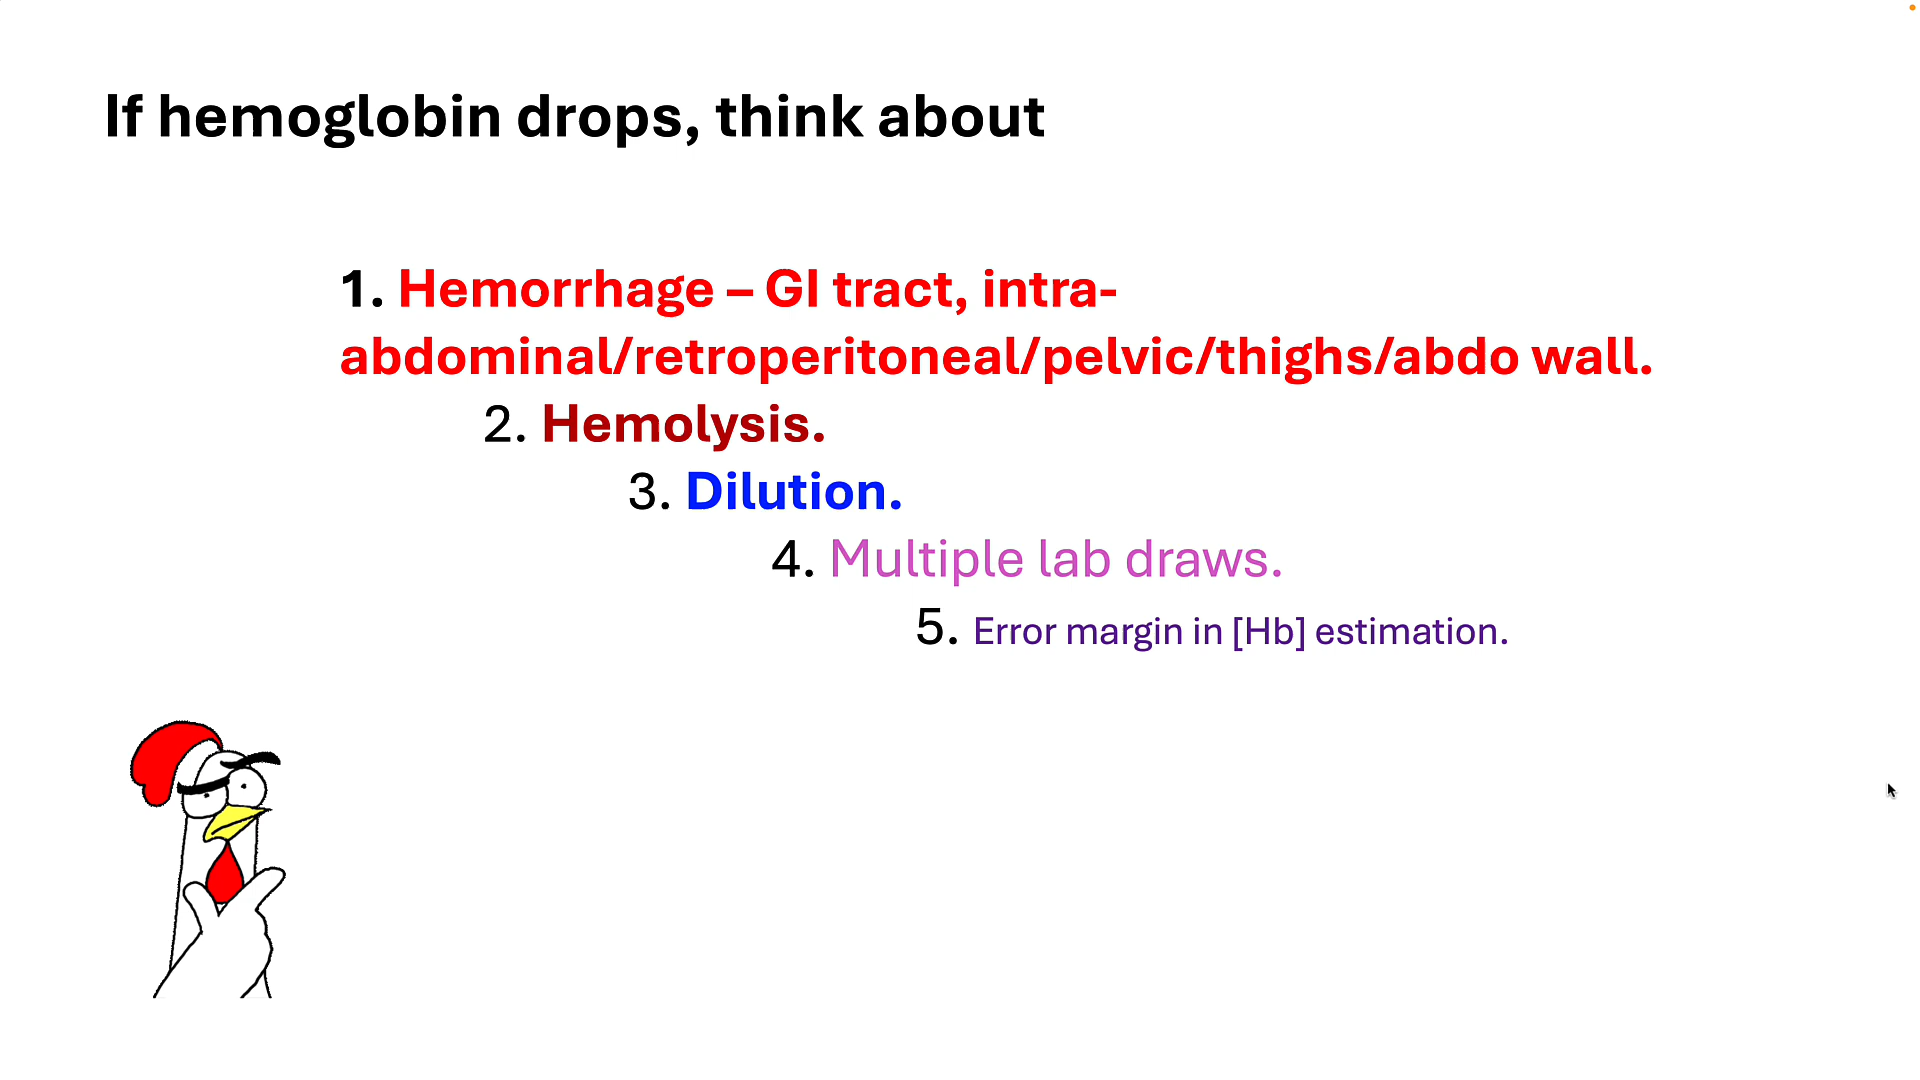 If hemoglobin drops, think about
1. Hemorrhage – GI tract, intra-
abdominal/retroperitoneal/pelvic/thighs/abdo wall.
2. Hemolysis.
3. Dilution.
4. Multiple lab draws.
5. Error margin in [Hb] estimation.